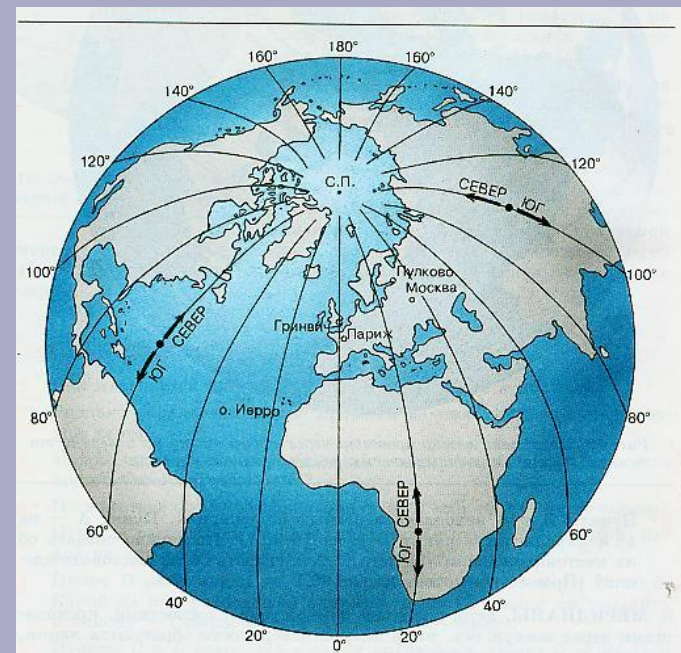 180°
160° 160°
140° 140°
120° 120°
С.П.
СЕВЕР ЮГ
100° 100°
Пулково
Москва
Гринвич
Париж
СЕВЕР
ЮГ
о. Иерро
80° 80°
СЕВЕР
ЮГ
60° 60°
40° 40°
20° 20°
0°